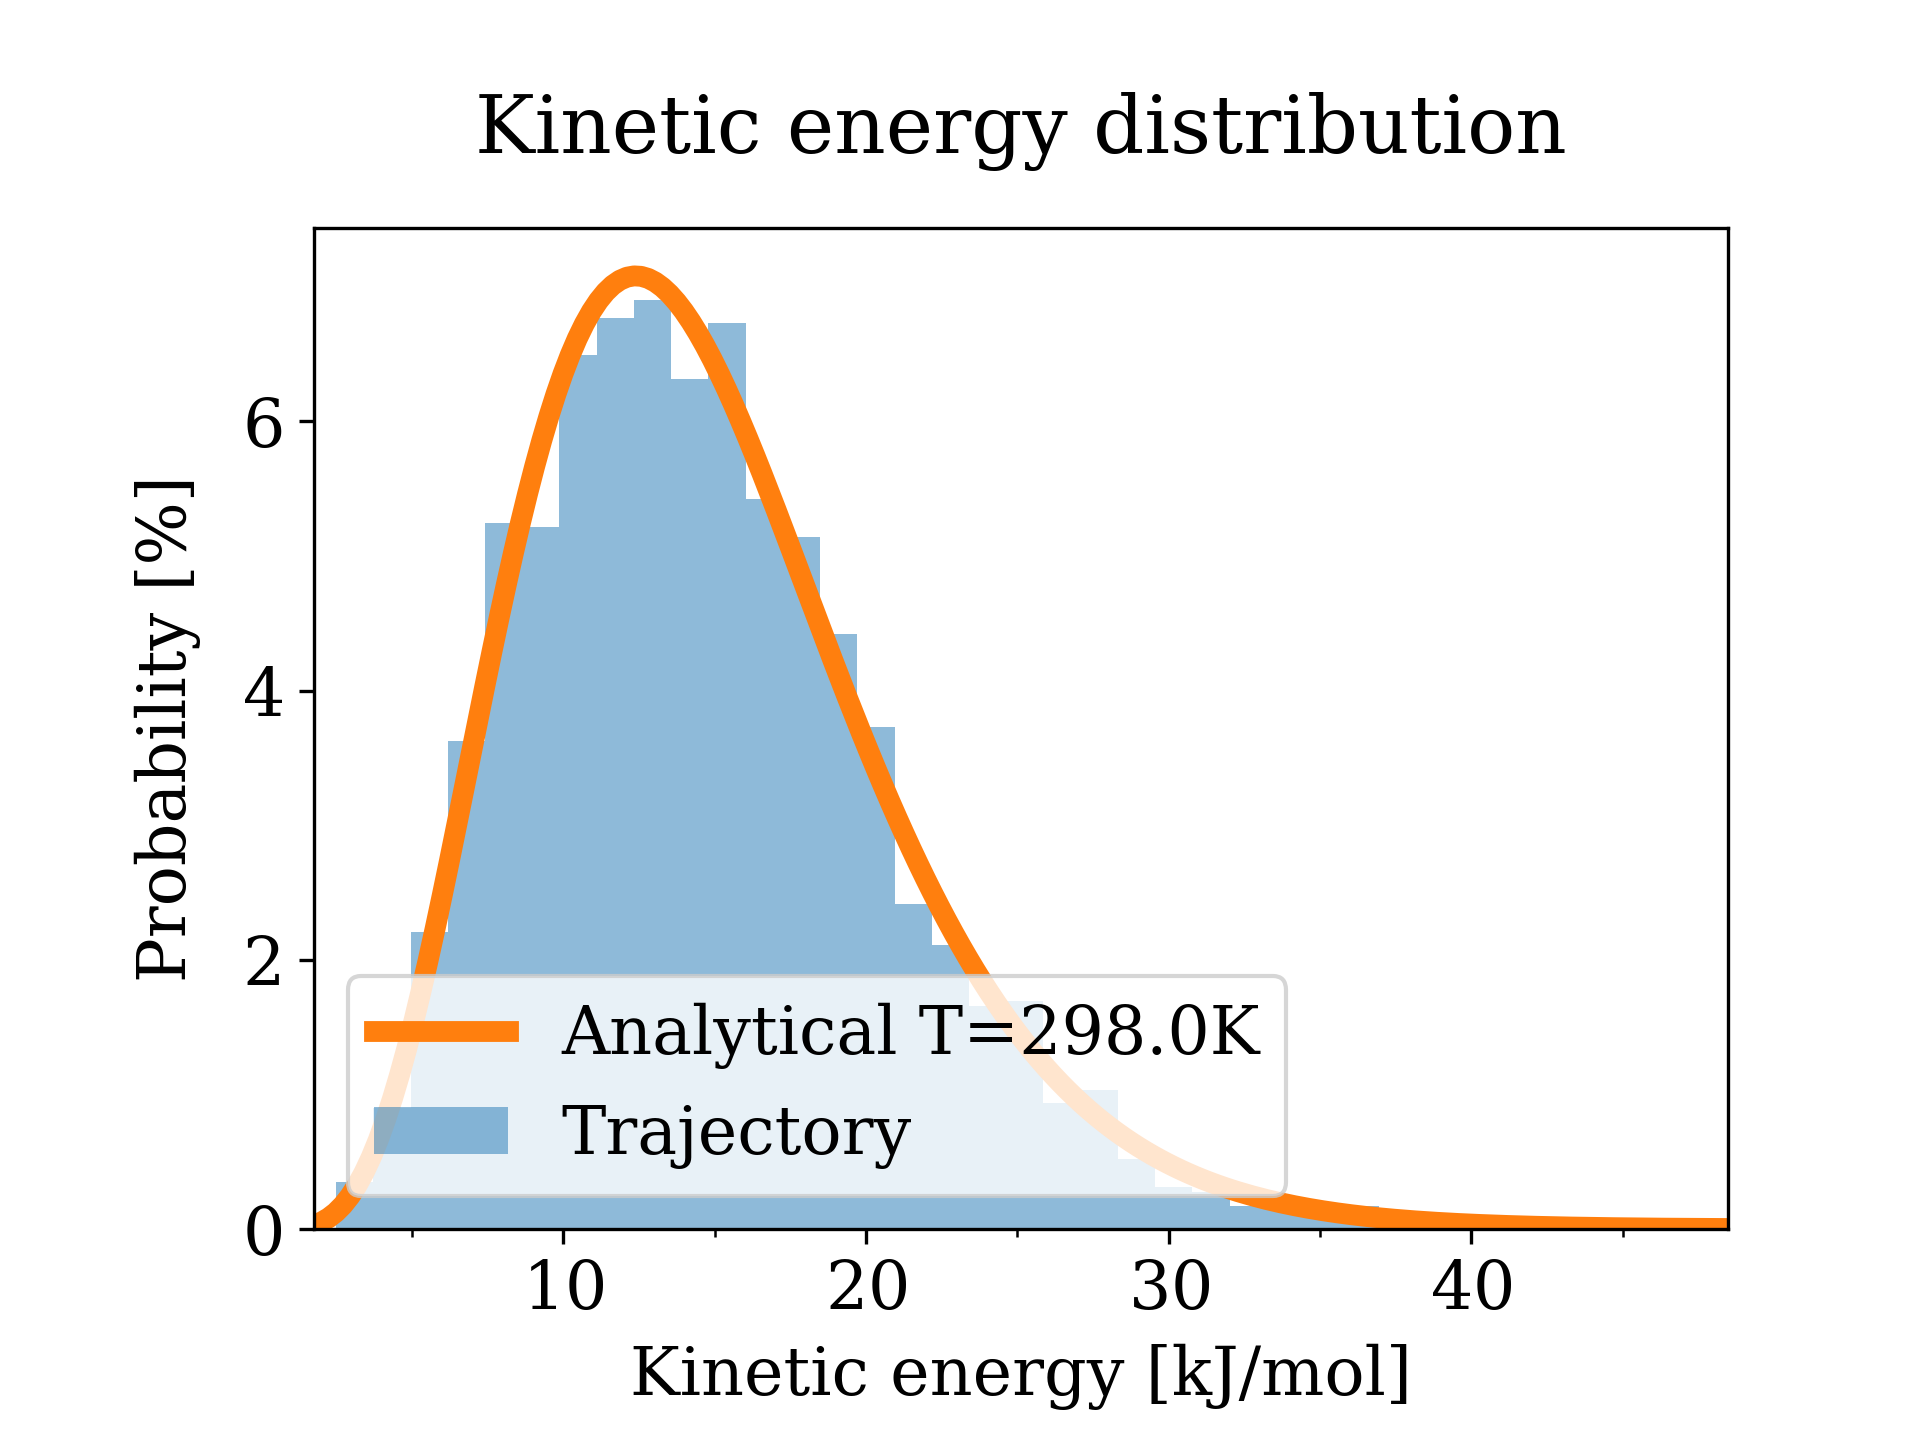 Kinetic energy distribution
Probability [%]
6
4
2
0
Analytical T=298.0K
Trajectory
10 20 30 40
Kinetic energy [kJ/mol]